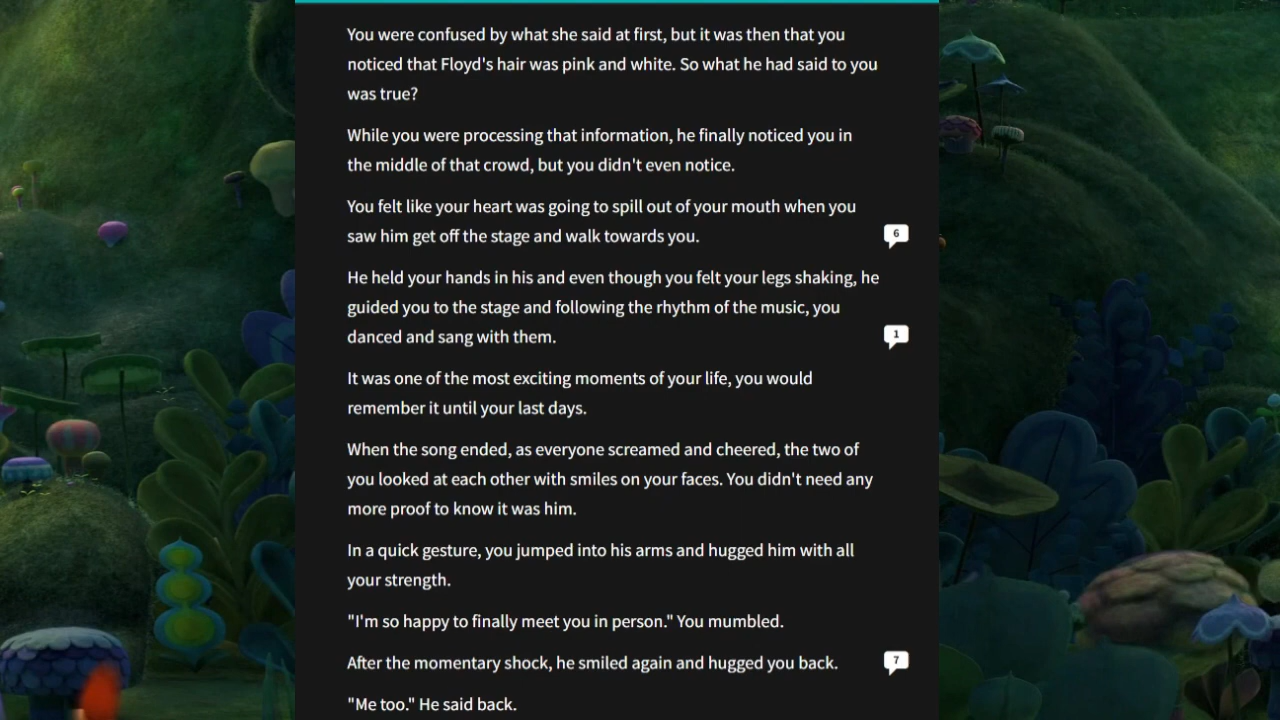 You were confused by what she said at first, but it was then that you
noticed that Floyd's hair was pink and white. So what he had said to you
was true?
While you were processing that information, he finally noticed you in
the middle of that crowd, but you didn't even notice.
You felt like your heart was going to spill out of your mouth when you
saw him get off the stage and walk towards you.
6
He held your hands in his and even though you felt your legs shaking, he
guided you to the stage and following the rhythm of the music, you
danced and sang with them.
1
It was one of the most exciting moments of your life, you would
remember it until your last days.
When the song ended, as everyone screamed and cheered, the two of
you looked at each other with smiles on your faces. You didn't need any
more proof to know it was him.
In a quick gesture, you jumped into his arms and hugged him with all
your strength.
"I'm so happy to finally meet you in person." You mumbled.
After the momentary shock, he smiled again and hugged you back.
7
"Me too." He said back.